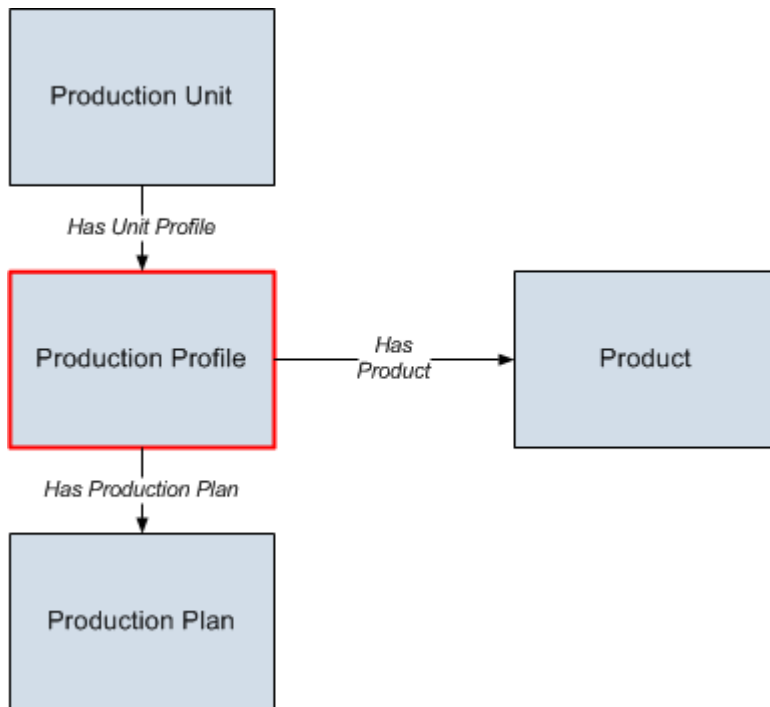 Production Unit
Has Unit Profile
Production Profile
Has
Product
Product
Has Production Plan
Production Plan